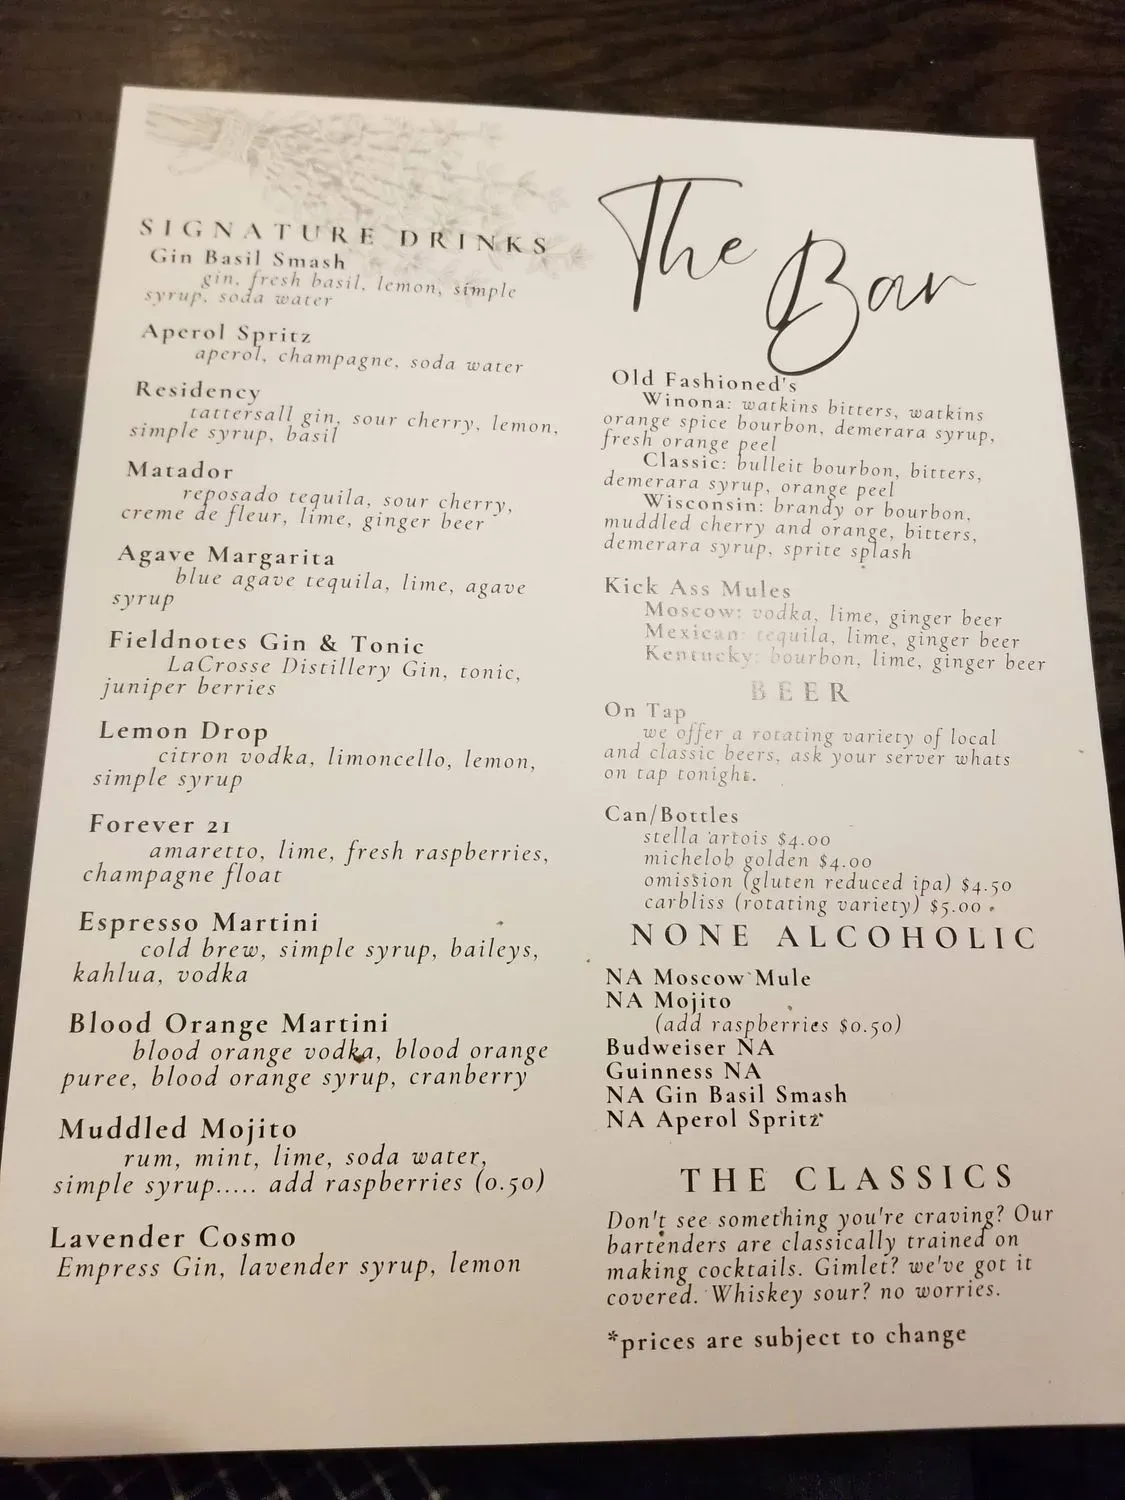 SIGNATURE DRINKS
Gin Basil Smash
gin, fresh basil, lemon, simple
syrup, soda water
Aperol Spritz
aperol, champagne, soda water
Residency
tattersall gin, sour cherry, lemon,
simple syrup, basil
Matador
reposado tequila, sour cherry,
creme de fleur, lime, ginger beer
Agave Margarita
blue agave tequila, lime, agave
syrup
Fieldnotes Gin & Tonic
LaCrosse Distillery Gin, tonic,
juniper berries
Lemon Drop
citron vodka, limoncello, lemon,
simple syrup
Forever 21
amaretto, lime, fresh raspberries,
champagne float
Espresso Martini
cold brew, simple syrup, baileys,
kahlua, vodka
Blood Orange Martini
blood orange vodka, blood orange
puree, blood orange syrup, cranberry
Muddled Mojito
rum, mint, lime, soda water,
simple syrup..... add raspberries (0.50)
Lavender Cosmo
Empress Gin, lavender syrup, lemon
The Bar
Old Fashioned's
Winona: watkins bitters, watkins
orange spice bourbon, demerara syrup,
fresh orange peel
Classic: bulleit bourbon, bitters,
demerara syrup, orange peel
Wisconsin: brandy or bourbon,
muddled cherry and orange, bitters,
demerara syrup, sprite splash
Kick Ass Mules
Moscow: vodka, lime, ginger beer
Mexican: tequila, lime, ginger beer
Kentucky: bourbon, lime, ginger beer
BEER
On Tap
we offer a rotating variety of local
and classic beers, ask your server whats
on tap tonight.
Can/Bottles
stella artois $4.00
michelob golden $4.00
omission (gluten reduced ipa) $4.50
carbliss (rotating variety) $5.00
NONE ALCOHOLIC
NA Moscow Mule
NA Mojito
(add raspberries $0.50)
Budweiser NA
Guinness NA
NA Gin Basil Smash
NA Aperol Spritz
THE CLASSICS
Don't see something you're craving? Our
bartenders are classically trained on
making cocktails. Gimlet? we've got it
covered. Whiskey sour? no worries.
*prices are subject to change